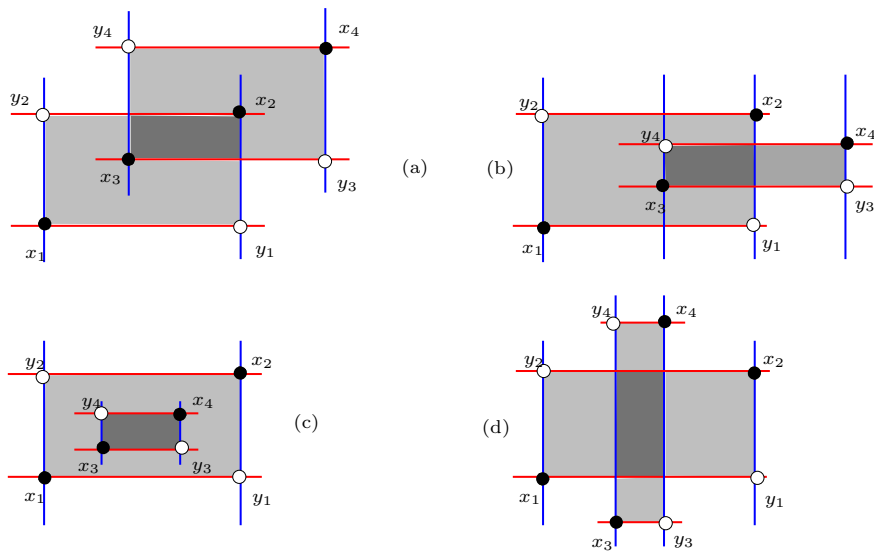 y₄ x₄
y₂ x₂
x₃ y₃
x₁ y₁
(a)
y₂ x₂
y₄ x₄
x₃ y₃
x₁ y₁
(b)
y₂ x₂
y₄ x₄
x₃ y₃
x₁ y₁
(c)
y₄ x₄
y₂ x₂
x₁ y₁
x₃ y₃
(d)